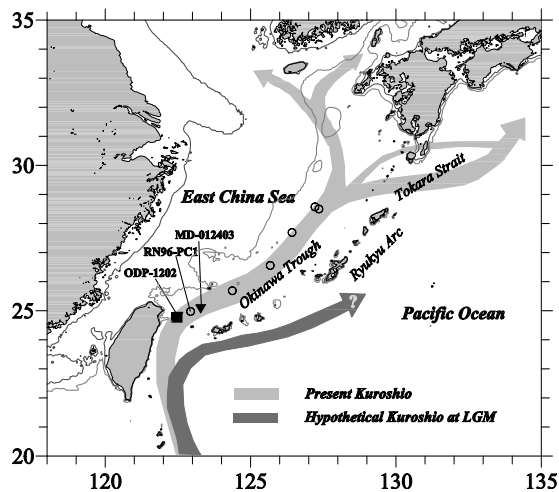 35
30
25
20
East China Sea
Tokara Strait
MD-012403
RN96-PC1
ODP-1202
Okinawa Trough
Ryukyu Arc
?
Pacific Ocean
Present Kuroshio
Hypothetical Kuroshio at LGM
120
125
130
135